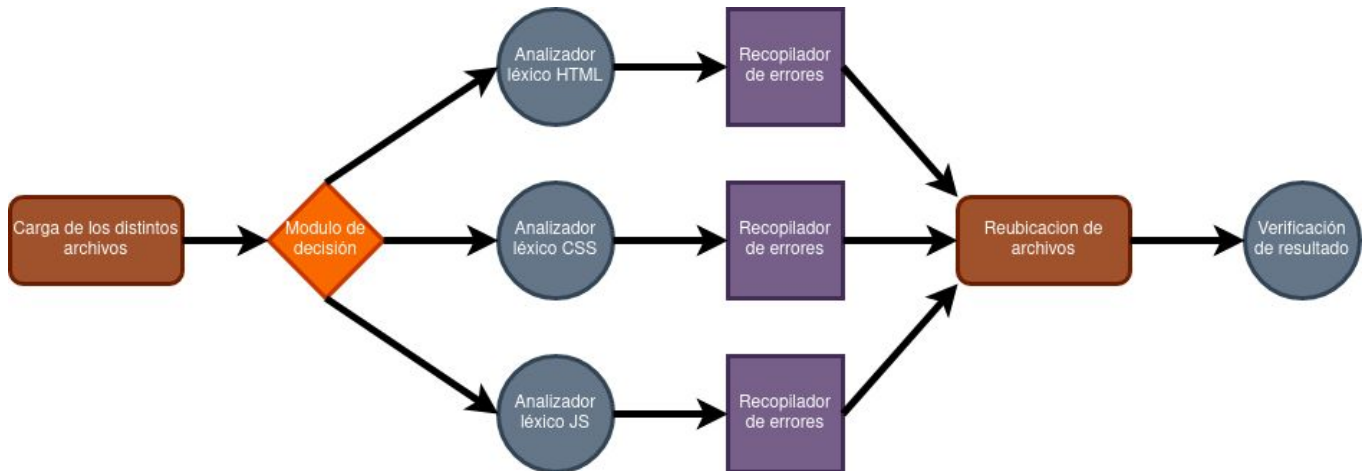 Carga de los distintos
archivos
Modulo de
decisión
Analizador
léxico HTML
Recopilador
de errores
Analizador
léxico CSS
Recopilador
de errores
Analizador
léxico JS
Recopilador
de errores
Reubicacion de
archivos
Verificación
de resultado